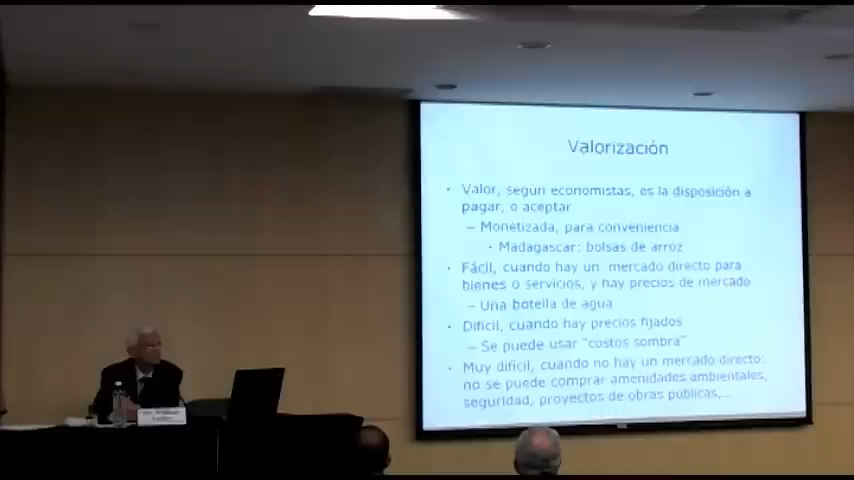 Valorización
• Valor, según economistas, es la disposición a
pagar, o aceptar
– Monetizada, para conveniencia
• Madagascar: bolsas de arroz
• Fácil, cuando hay un mercado directo para
bienes o servicios, y hay precios de mercado
– Una botella de agua
• Difícil, cuando hay precios fijados
– Se puede usar "costos sombra"
• Muy difícil, cuando no hay un mercado directo:
no se puede comprar amenidades ambientales,
seguridad, proyectos de obras publicas,...